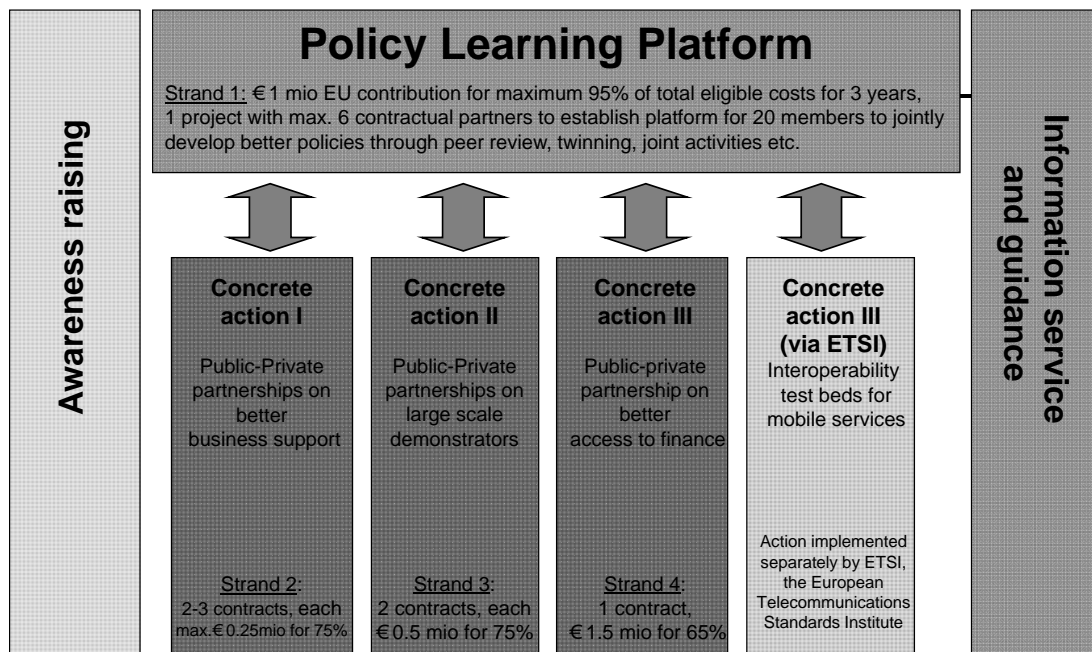 Awareness raising
Policy Learning Platform
Strand 1: € 1 mio EU contribution for maximum 95% of total eligible costs for 3 years,
1 project with max. 6 contractual partners to establish platform for 20 members to jointly
develop better policies through peer review, twinning, joint activities etc.
Concrete
action I
Public-Private
partnerships on
better
business support
Strand 2:
2-3 contracts, each
max.€ 0.25mio for 75%
Concrete
action II
Public-Private
partnerships on
large scale
demonstrators
Strand 3:
2 contracts, each
€ 0.5 mio for 75%
Concrete
action III
Public-private
partnership on
better
access to finance
Strand 4:
1 contract,
€ 1.5 mio for 65%
Concrete
action III
(via ETSI)
Interoperability
test beds for
mobile services
Action implemented
separately by ETSI,
the European
Telecommunications
Standards Institute
Information service
and guidance